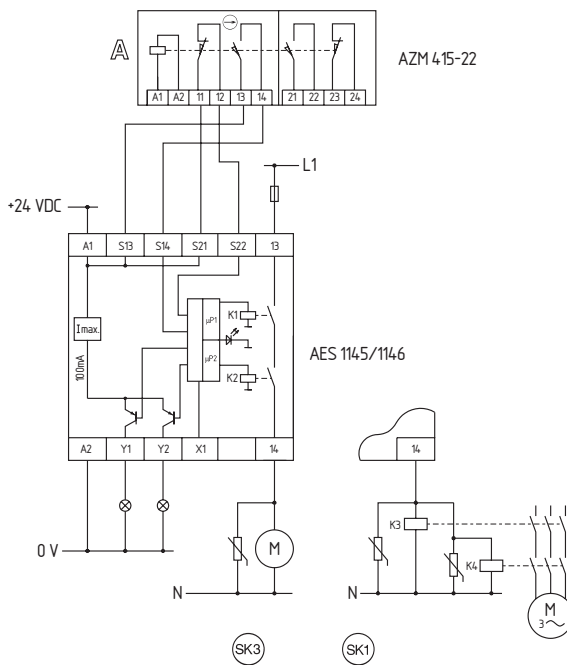 A
AZM 415-22
A1 A2 11 12 13 14 21 22 23 24
L1
+24 VDC
A1 S13 S14 S21 S22 13
Imax.
100mA
µP1
µP2
K1
K2
AES 1145/1146
A2 Y1 Y2 X1 14
14
0 V
M
K3
K4
N
N
M
3
SK3
SK1